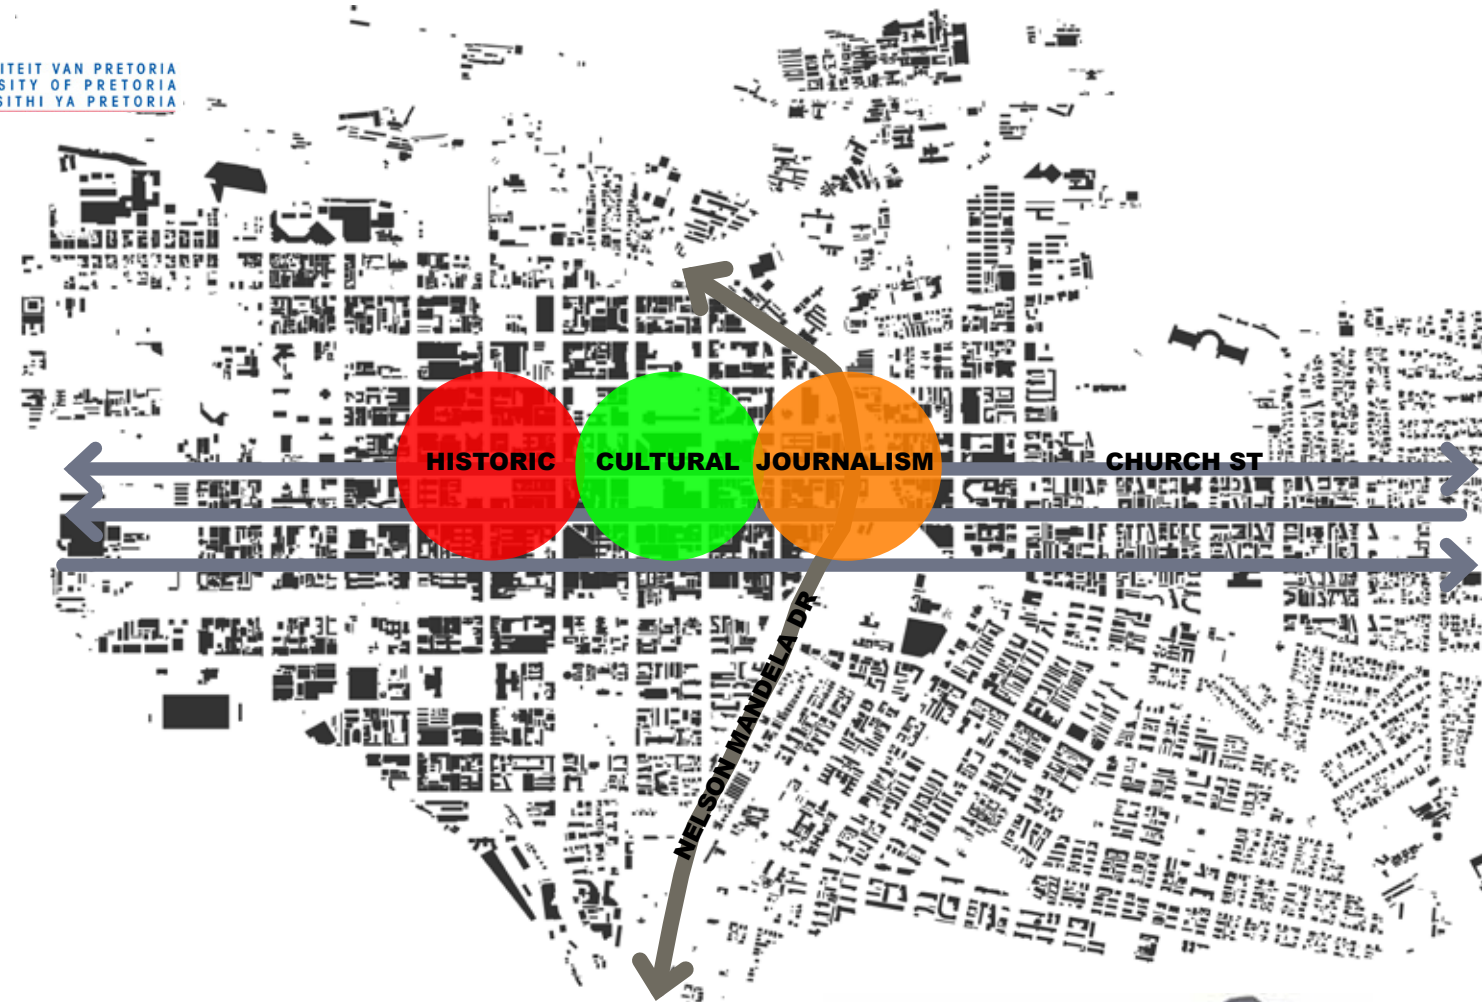 ITEIT VAN PRETORIA
SITY OF PRETORIA
SITHI YA PRETORIA
HISTORIC
CULTURAL
JOURNALISM
CHURCH ST
NELSON MANDELA DR